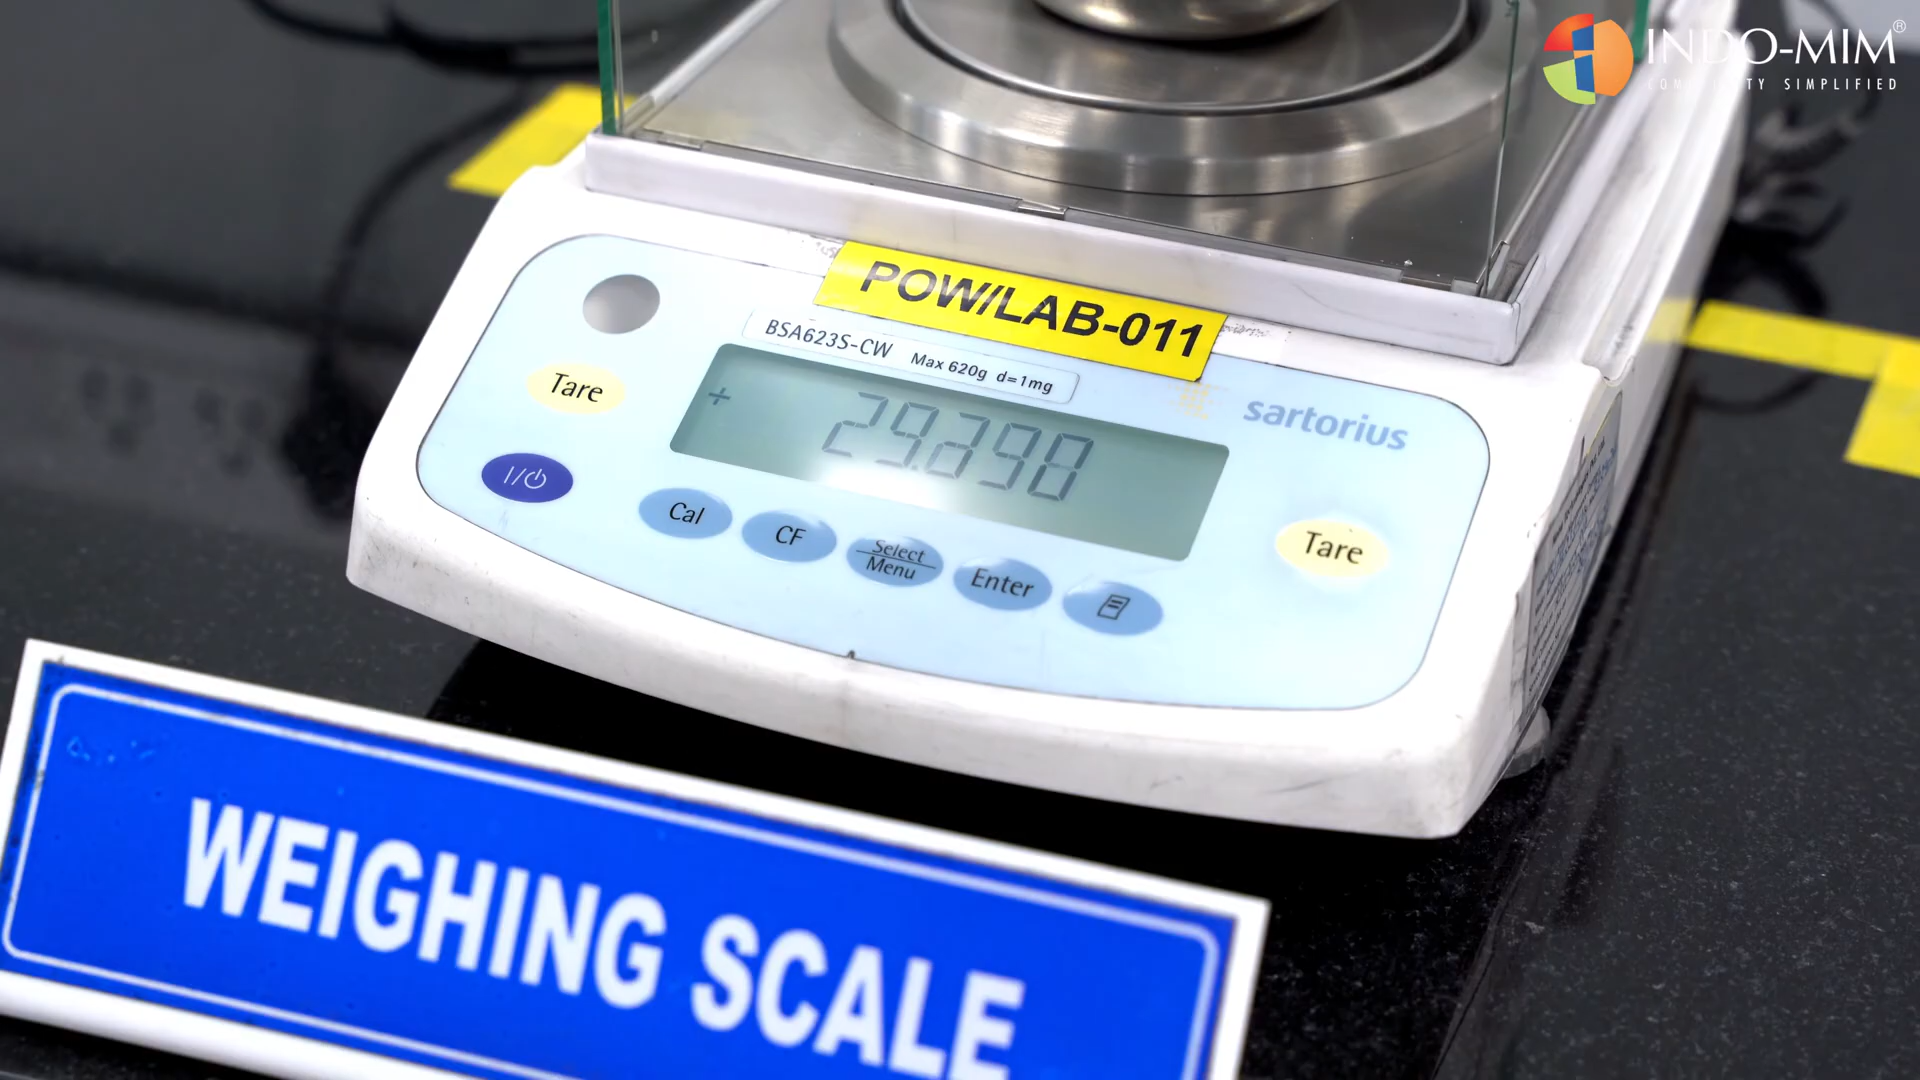 INDO-MIM®
COMPLEXITY SIMPLIFIED
POW/LAB-011
BSA623S-CW Max 620g d=1mg
sartorius
Tare
+
I/⏻
Cal
CF
Select
Menu
Enter
Tare
WEIGHING SCALE